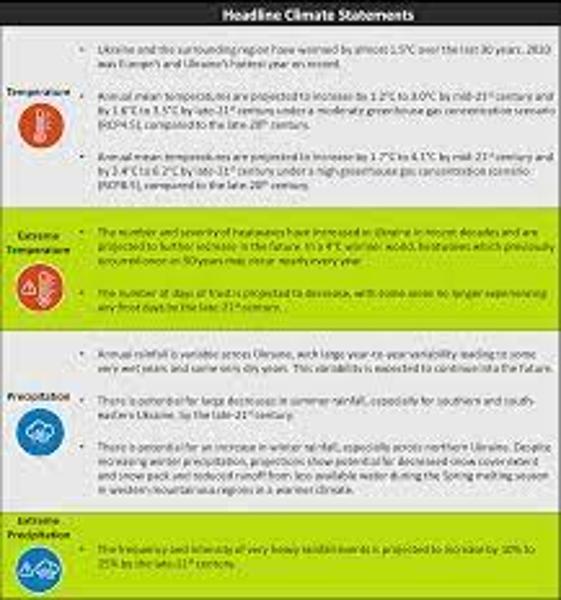 Headline Climate Statements
Temperature
• Ukraine and the surrounding region have warmed by almost 1.5°C over the last 30 years. 2020
was Europe's and Ukraine's hottest year on record.
• Annual mean temperatures are projected to increase by 1.2°C to 3.0°C by mid-21st century and
by 1.6°C to 3.5°C by late-21st century under a moderate greenhouse gas concentration scenario
(RCP4.5), compared to the late-20th century.
• Annual mean temperatures are projected to increase by 1.7°C to 4.1°C by mid-21st century and
by 3.4°C to 6.2°C by late-21st century under a high greenhouse gas concentration scenario
(RCP8.5), compared to the late-20th century.
Extreme
Temperature
• The number and severity of heatwaves have increased in Ukraine in recent decades and are
projected to further increase in the future. In a 4°C warmer world, heatwaves which previously
occurred once in 30 years may occur nearly every year.
• The number of days of frost is projected to decrease, with some areas no longer experiencing
any frost days by the late-21st century.
Precipitation
• Annual rainfall is variable across Ukraine, with large year-to-year variability leading to some
very wet years and some very dry years. This variability is expected to continue into the future.
• There is potential for large decreases in summer rainfall, especially for southern and south-
eastern Ukraine, by the late-21st century.
• There is potential for an increase in winter rainfall, especially across northern Ukraine. Despite
increasing winter precipitation, projections show potential for decreased snow cover extent
and snow pack and reduced runoff from less available water during the Spring melting season
in western mountainous regions in a warmer climate.
Extreme
Precipitation
• The frequency and intensity of very heavy rainfall events is projected to increase by 10% to
25% by the late-21st century.